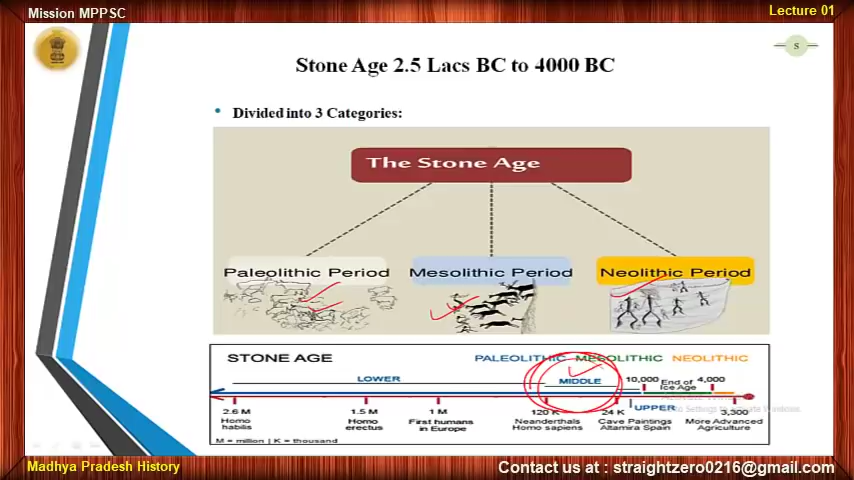 Mission MPPSC
Lecture 01
S
Stone Age 2.5 Lacs BC to 4000 BC
• Divided into 3 Categories:
The Stone Age
Paleolithic Period Mesolithic Period Neolithic Period
STONE AGE PALEOLITHIC MESOLITHIC NEOLITHIC
LOWER MIDDLE 10,000 End of Ice Age 4,000
UPPER
2.6 M 1.5 M 1 M 120 K 24 K 3,300
Homo habilis Homo erectus First humans in Europe Neanderthals Homo sapiens Cave Paintings Altamira Spain More Advanced Agriculture
M = million | K = thousand
Madhya Pradesh History
Contact us at : straightzero0216@gmail.com